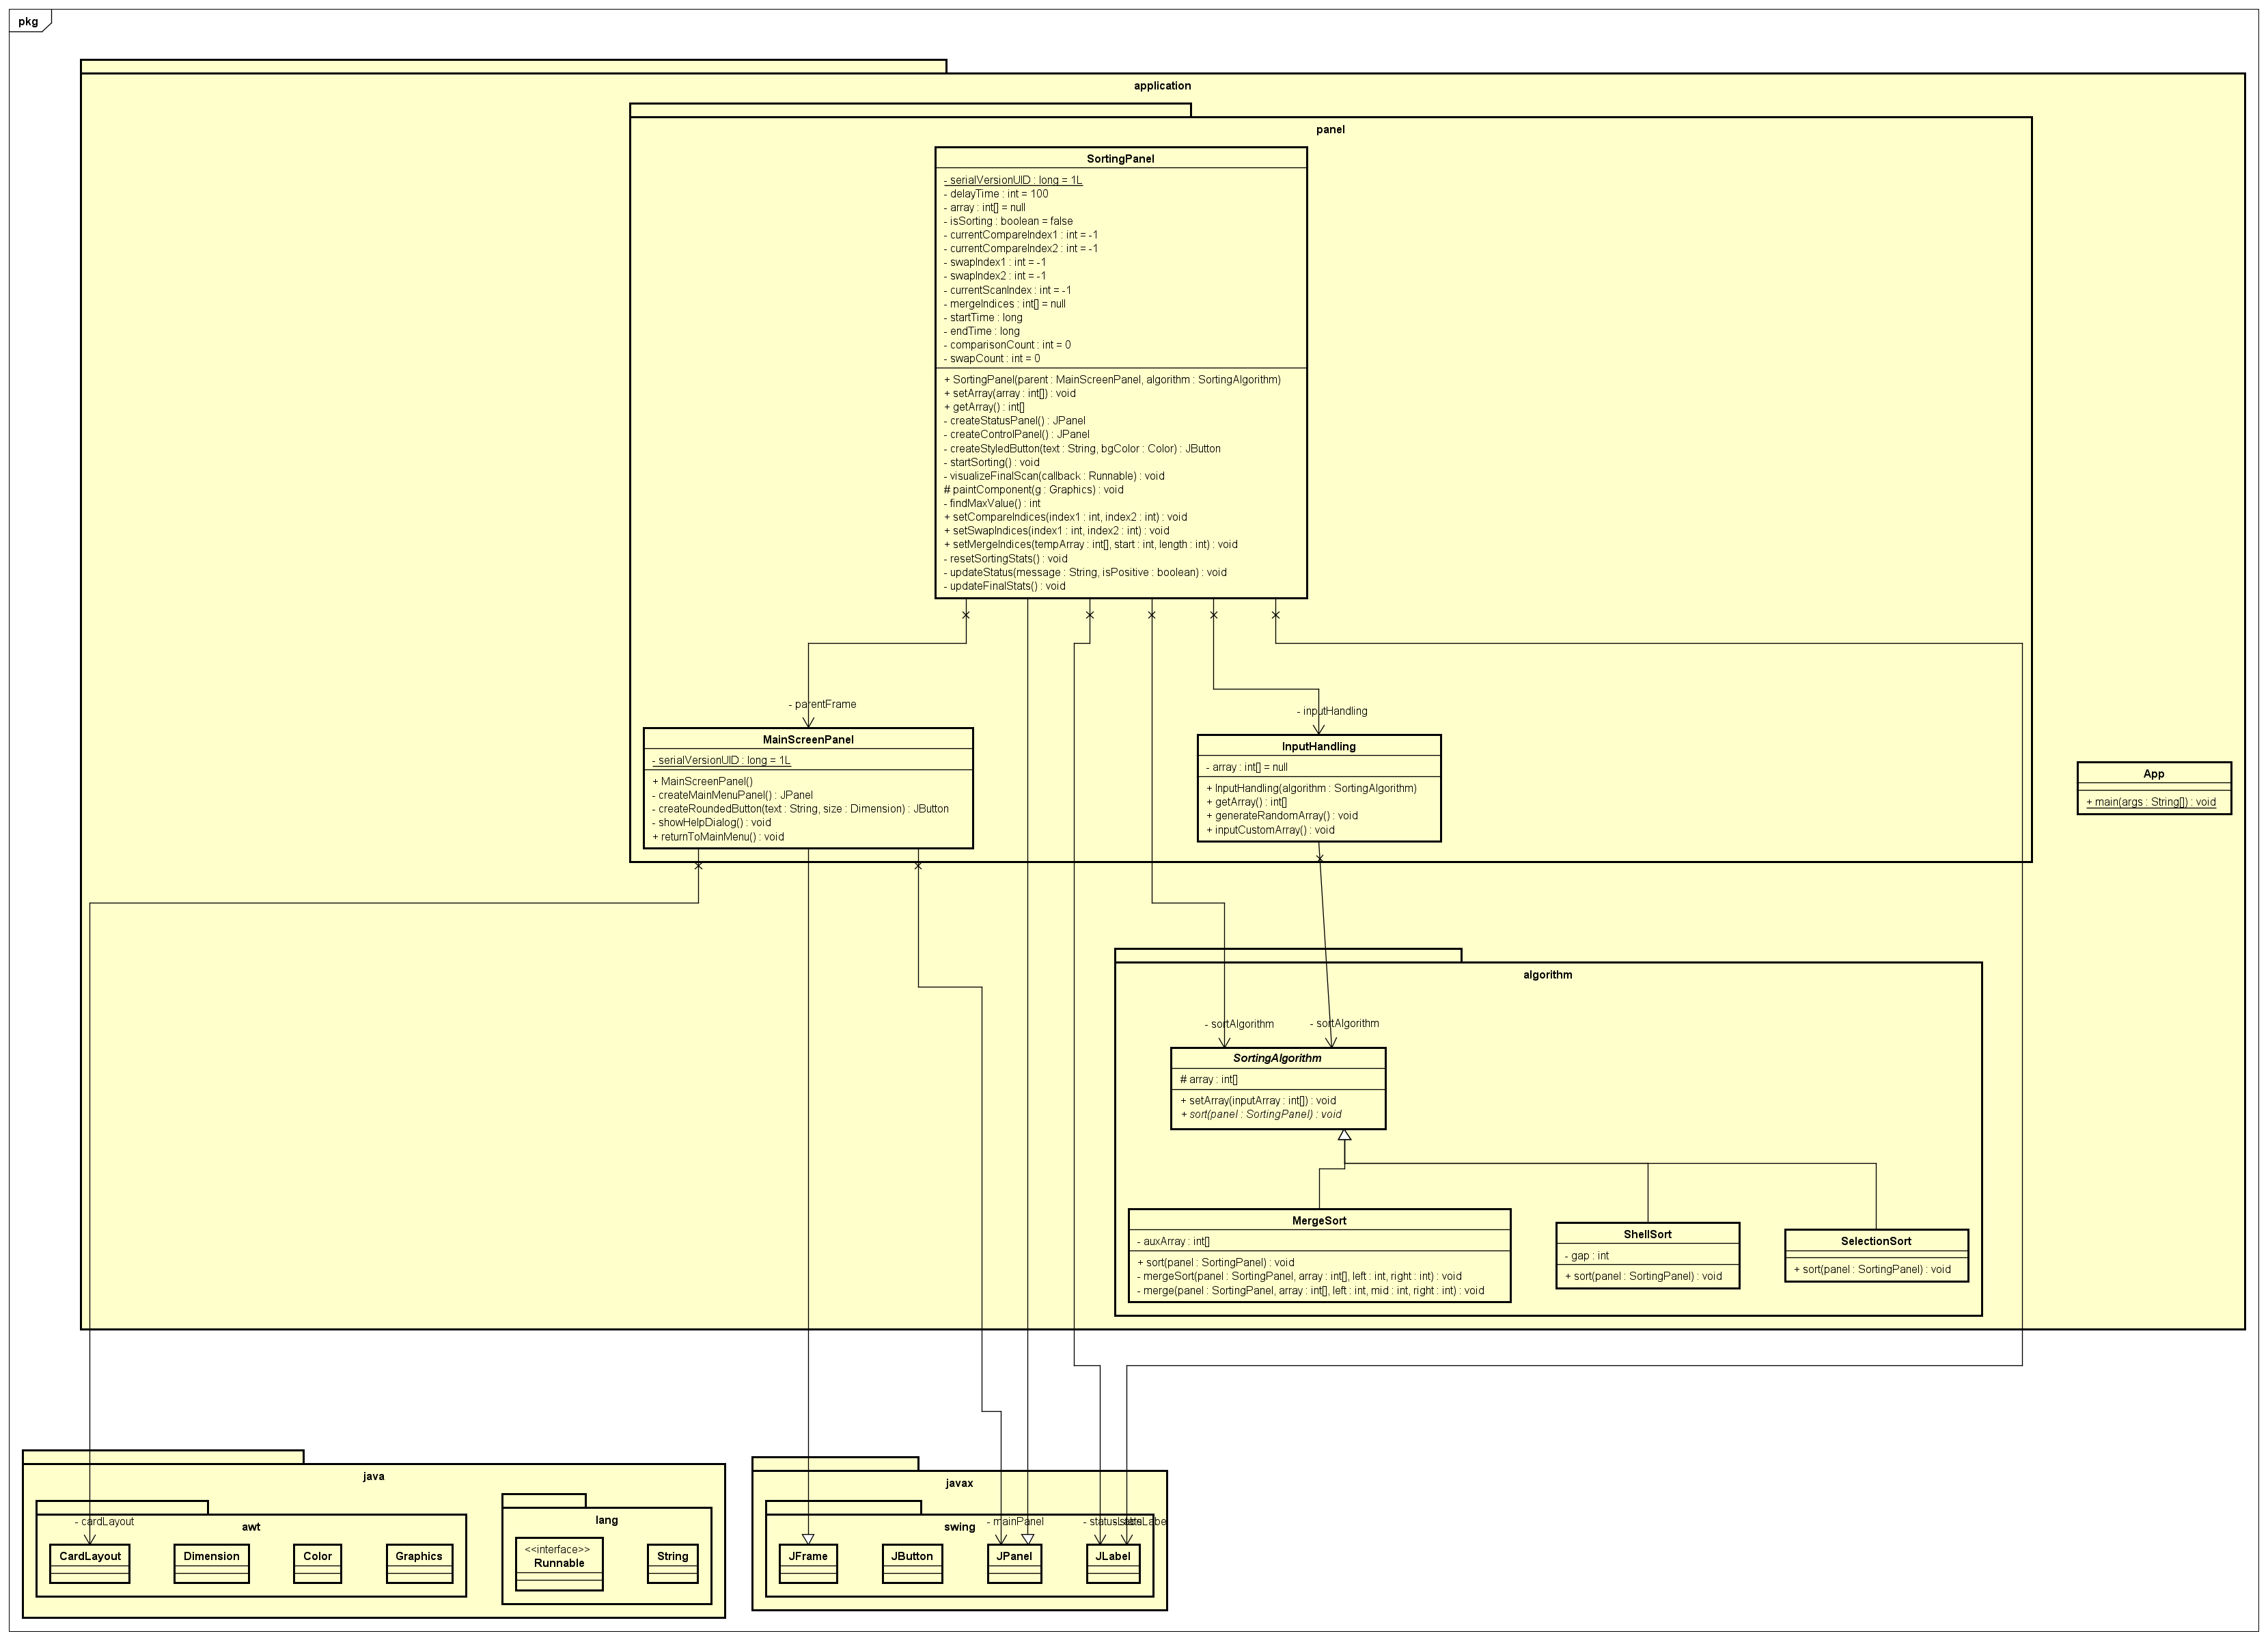 pkg
application
panel
SortingPanel
- serialVersionUID : long = 1L
- delayTime : int = 100
- array : int[] = null
- isSorting : boolean = false
- currentCompareIndex1 : int = -1
- currentCompareIndex2 : int = -1
- swapIndex1 : int = -1
- swapIndex2 : int = -1
- currentScanIndex : int = -1
- mergeIndices : int[] = null
- startTime : long
- endTime : long
- comparisonCount : int = 0
- swapCount : int = 0
+ SortingPanel(parent : MainScreenPanel, algorithm : SortingAlgorithm)
+ setArray(array : int[]) : void
+ getArray() : int[]
- createStatusPanel() : JPanel
- createControlPanel() : JPanel
- createStyledButton(text : String, bgColor : Color) : JButton
- startSorting() : void
- visualizeFinalScan(callback : Runnable) : void
# paintComponent(g : Graphics) : void
- findMaxValue() : int
+ setCompareIndices(index1 : int, index2 : int) : void
+ setSwapIndices(index1 : int, index2 : int) : void
+ setMergeIndices(tempArray : int[], start : int, length : int) : void
- resetSortingStats() : void
- updateStatus(message : String, isPositive : boolean) : void
- updateFinalStats() : void
- parentFrame
- inputHandling
MainScreenPanel
- serialVersionUID : long = 1L
+ MainScreenPanel()
- createMainMenuPanel() : JPanel
- createRoundedButton(text : String, size : Dimension) : JButton
- showHelpDialog() : void
+ returnToMainMenu() : void
InputHandling
- array : int[] = null
+ InputHandling(algorithm : SortingAlgorithm)
+ getArray() : int[]
+ generateRandomArray() : void
+ inputCustomArray() : void
App
+ main(args : String[]) : void
algorithm
- sortAlgorithm
- sortAlgorithm
SortingAlgorithm
# array : int[]
+ setArray(inputArray : int[]) : void
+ sort(panel : SortingPanel) : void
MergeSort
- auxArray : int[]
+ sort(panel : SortingPanel) : void
- mergeSort(panel : SortingPanel, array : int[], left : int, right : int) : void
- merge(panel : SortingPanel, array : int[], left : int, mid : int, right : int) : void
ShellSort
- gap : int
+ sort(panel : SortingPanel) : void
SelectionSort
+ sort(panel : SortingPanel) : void
java
awt
- cardLayout
CardLayout
Dimension
Color
Graphics
lang
<<interface>>
Runnable
String
javax
swing
- mainPanel
JFrame
JButton
JPanel
JLabel